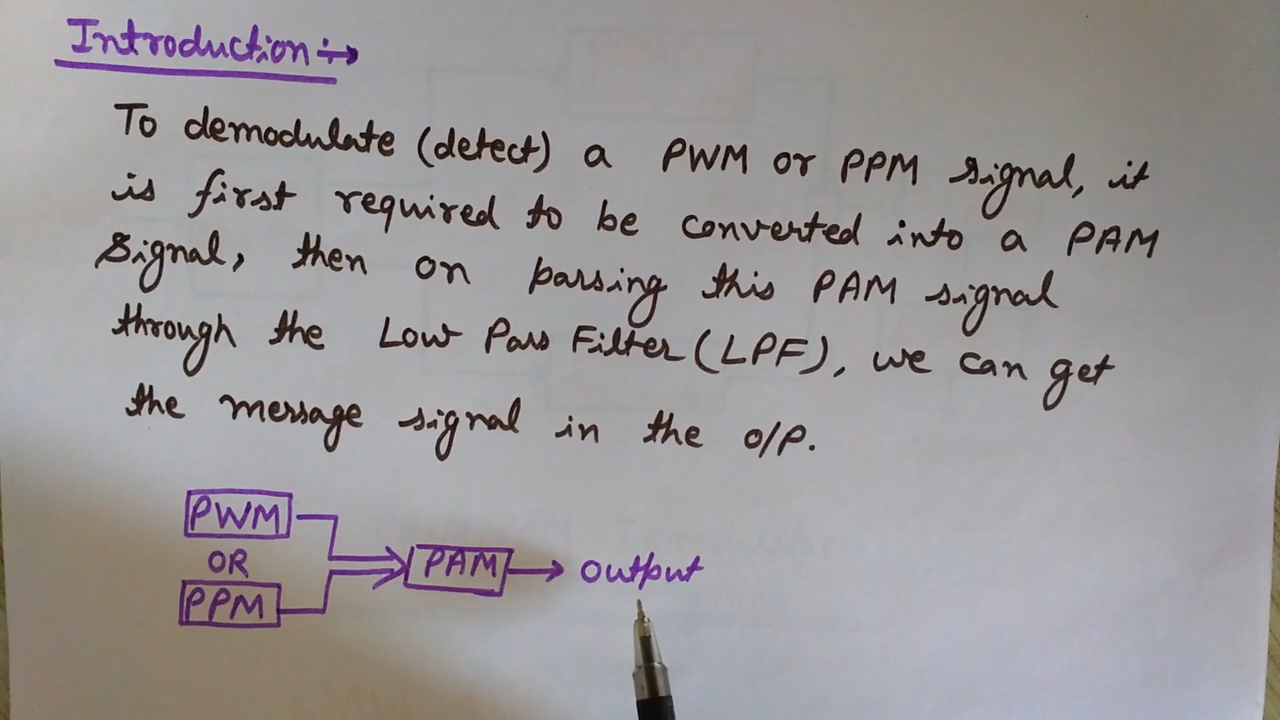 Introduction :→
To demodulate (detect) a PWM or PPM signal, it
is first required to be converted into a PAM
signal, then on passing this PAM signal
through the Low Pass Filter (LPF), we can get
the message signal in the O/P.
PWM
OR
PPM
PAM → output